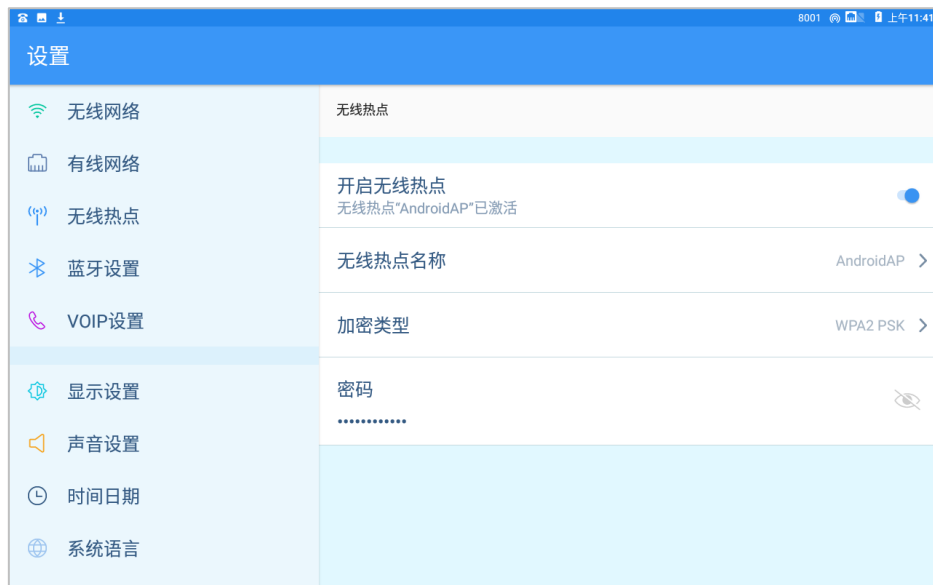 8001 上午11:41
设置
无线网络
有线网络
无线热点
蓝牙设置
VOIP设置
显示设置
声音设置
时间日期
系统语言
无线热点
开启无线热点
无线热点“AndroidAP”已激活
无线热点名称 AndroidAP
加密类型 WPA2 PSK
密码
••••••••••••